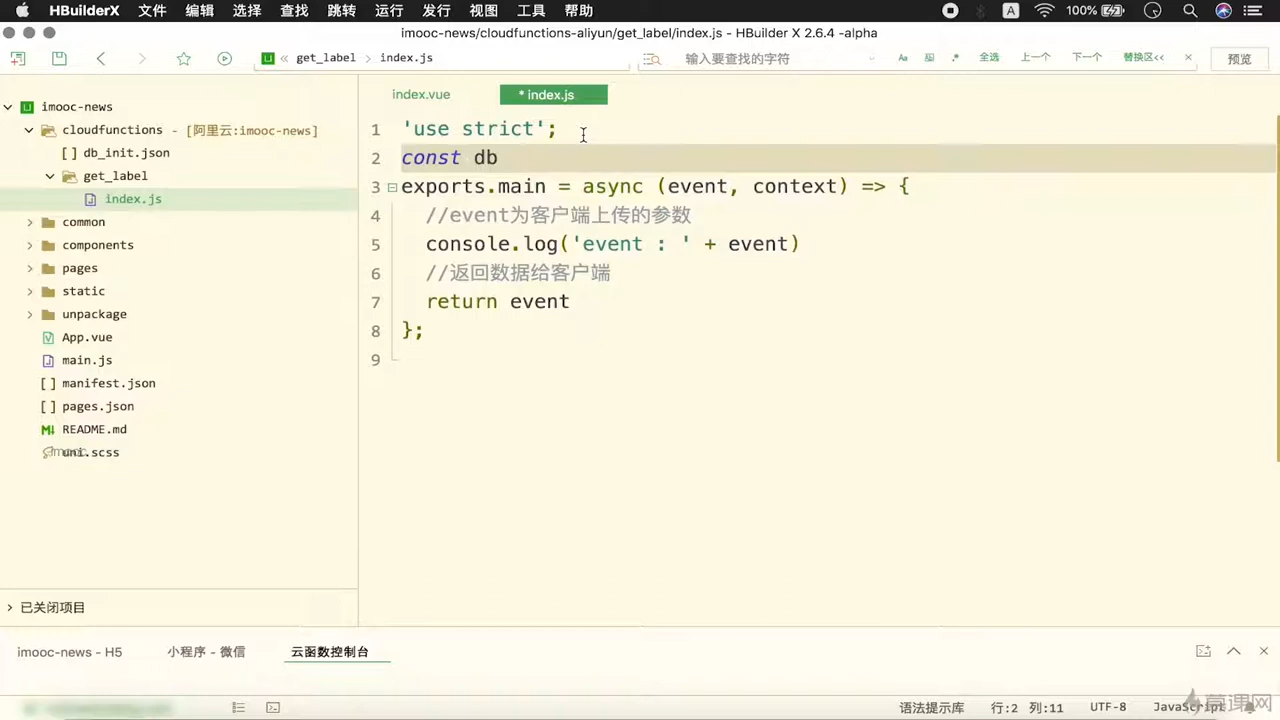 HBuilderX 文件 编辑 选择 查找 跳转 运行 发行 视图 工具 帮助 A 100%
imooc-news/cloudfunctions-aliyun/get_label/index.js - HBuilder X 2.6.4 -alpha
get_label index.js 输入要查找的字符 Aa .* 全选 上一个 下一个 替换区<< 预览
imooc-news
cloudfunctions - [阿里云:imooc-news]
db_init.json
get_label
index.js
common
components
pages
static
unpackage
App.vue
main.js
manifest.json
pages.json
README.md
uni.scss
imooc
已关闭项目
index.vue * index.js
1 'use strict';
2 const db
3 exports.main = async (event, context) => {
4 //event为客户端上传的参数
5 console.log('event : ' + event)
6 //返回数据给客户端
7 return event
8 };
9
imooc-news - H5 小程序 - 微信 云函数控制台
语法提示库 行:2 列:11 UTF-8 JavaScript
慕课网